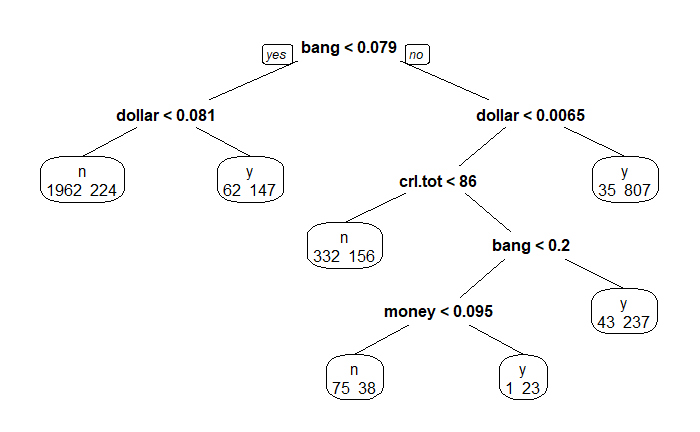 yes bang < 0.079 no
dollar < 0.081
dollar < 0.0065
n
1962 224
y
62 147
crl.tot < 86
y
35 807
n
332 156
bang < 0.2
money < 0.095
y
43 237
n
75 38
y
1 23